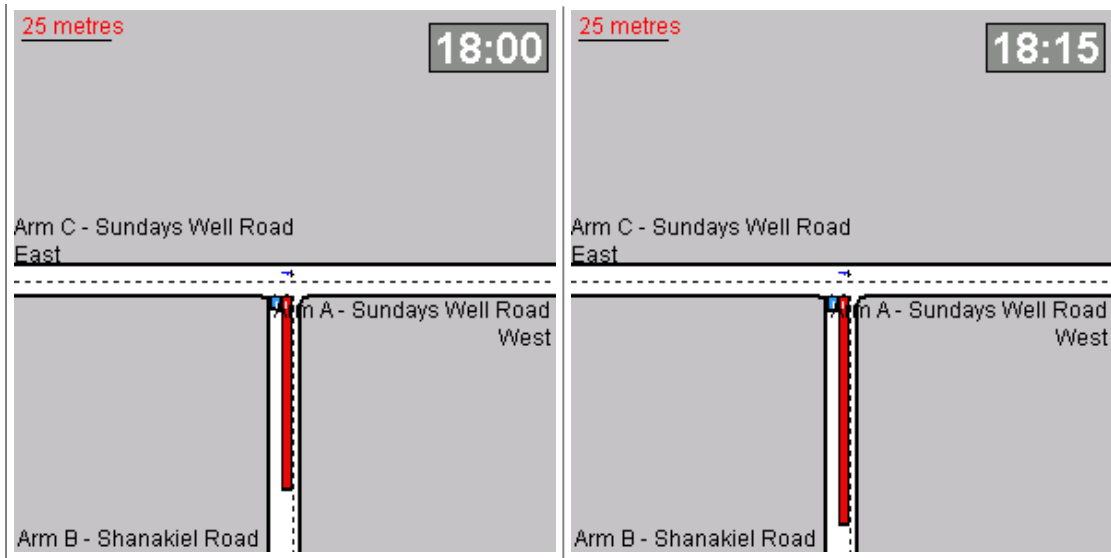 25 metres
18:00
Arm C - Sundays Well Road
East
Arm A - Sundays Well Road
West
Arm B - Shanakiel Road
25 metres
18:15
Arm C - Sundays Well Road
East
Arm A - Sundays Well Road
West
Arm B - Shanakiel Road